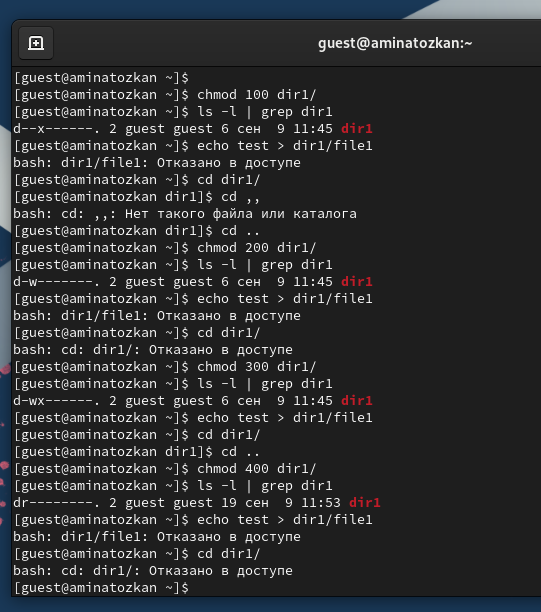 guest@aminatozkan:~
[guest@aminatozkan ~]$
[guest@aminatozkan ~]$ chmod 100 dir1/
[guest@aminatozkan ~]$ ls -l | grep dir1
d--x------. 2 guest guest 6 сен  9 11:45 dir1
[guest@aminatozkan ~]$ echo test > dir1/file1
bash: dir1/file1: Отказано в доступе
[guest@aminatozkan ~]$ cd dir1/
[guest@aminatozkan dir1]$ cd ,,
bash: cd: ,,: Нет такого файла или каталога
[guest@aminatozkan dir1]$ cd ..
[guest@aminatozkan ~]$ chmod 200 dir1/
[guest@aminatozkan ~]$ ls -l | grep dir1
d-w-------. 2 guest guest 6 сен  9 11:45 dir1
[guest@aminatozkan ~]$ echo test > dir1/file1
bash: dir1/file1: Отказано в доступе
[guest@aminatozkan ~]$ cd dir1/
bash: cd: dir1/: Отказано в доступе
[guest@aminatozkan ~]$ chmod 300 dir1/
[guest@aminatozkan ~]$ ls -l | grep dir1
d-wx------. 2 guest guest 6 сен  9 11:45 dir1
[guest@aminatozkan ~]$ echo test > dir1/file1
[guest@aminatozkan ~]$ cd dir1/
[guest@aminatozkan dir1]$ cd ..
[guest@aminatozkan ~]$ chmod 400 dir1/
[guest@aminatozkan ~]$ ls -l | grep dir1
dr--------. 2 guest guest 19 сен  9 11:53 dir1
[guest@aminatozkan ~]$ echo test > dir1/file1
bash: dir1/file1: Отказано в доступе
[guest@aminatozkan ~]$ cd dir1/
bash: cd: dir1/: Отказано в доступе
[guest@aminatozkan ~]$